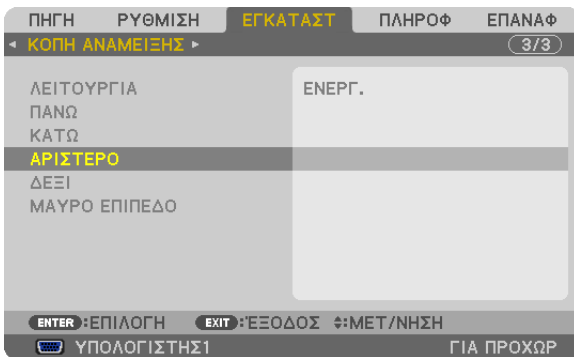 ΠΗΓΗ ΡΥΘΜΙΣΗ ΕΓΚΑΤΑΣΤ ΠΛΗΡΟΦ ΕΠΑΝΑΦ
◂ ΚΟΠΗ ΑΝΑΜΕΙΞΗΣ ▸ 3/3
ΛΕΙΤΟΥΡΓΙΑ ΕΝΕΡΓ.
ΠΑΝΩ
ΚΑΤΩ
ΑΡΙΣΤΕΡΟ
ΔΕΞΙ
ΜΑΥΡΟ ΕΠΙΠΕΔΟ
ENTER :ΕΠΙΛΟΓΗ EXIT :ΈΞΟΔΟΣ ♦:ΜΕΤ/ΝΗΣΗ
ΥΠΟΛΟΓΙΣΤΗΣ1 ΓΙΑ ΠΡΟΧΩΡ